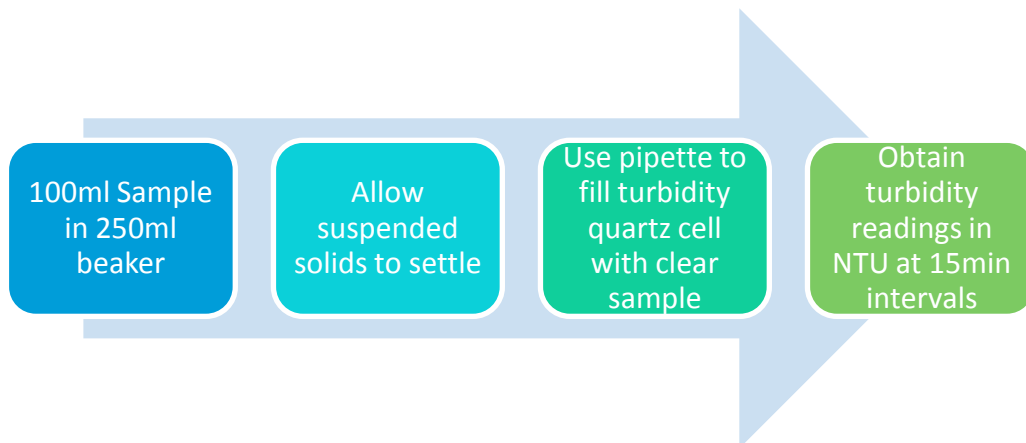 100ml Sample
in 250ml
beaker
Allow
suspended
solids to settle
Use pipette to
fill turbidity
quartz cell
with clear
sample
Obtain
turbidity
readings in
NTU at 15min
intervals